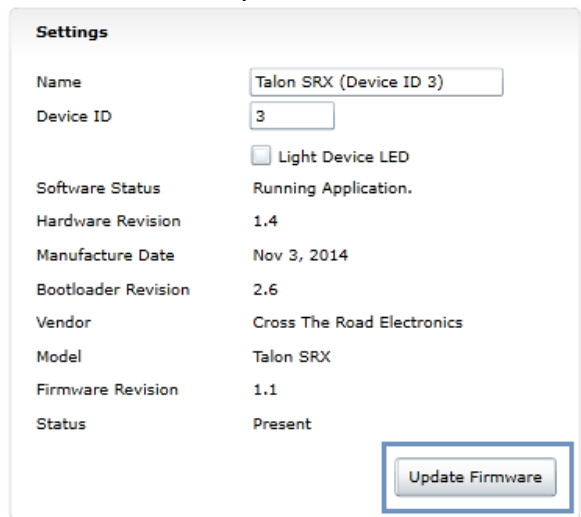 Settings
Name Talon SRX (Device ID 3)
Device ID 3
Light Device LED
Software Status Running Application.
Hardware Revision 1.4
Manufacture Date Nov 3, 2014
Bootloader Revision 2.6
Vendor Cross The Road Electronics
Model Talon SRX
Firmware Revision 1.1
Status Present
Update Firmware